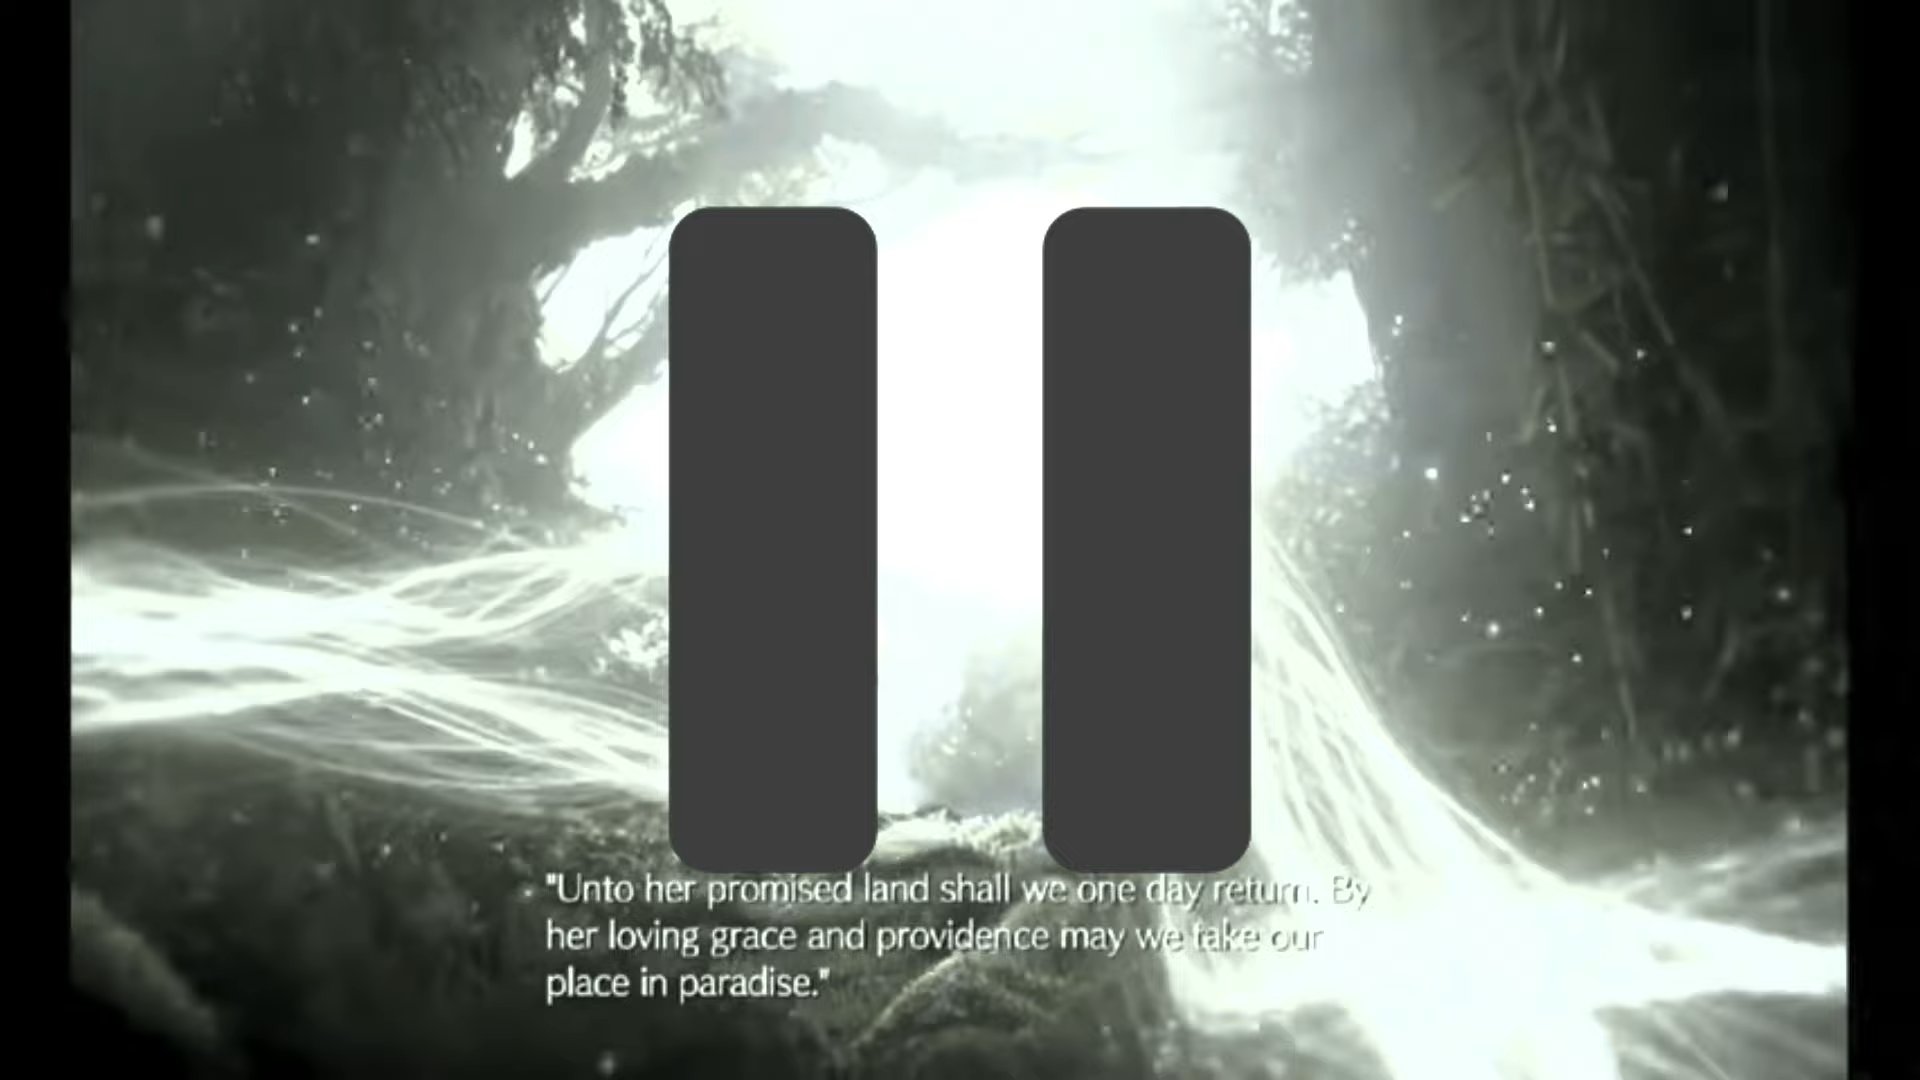 "Unto her promised land shall we one day return. By
her loving grace and providence may we take our
place in paradise."